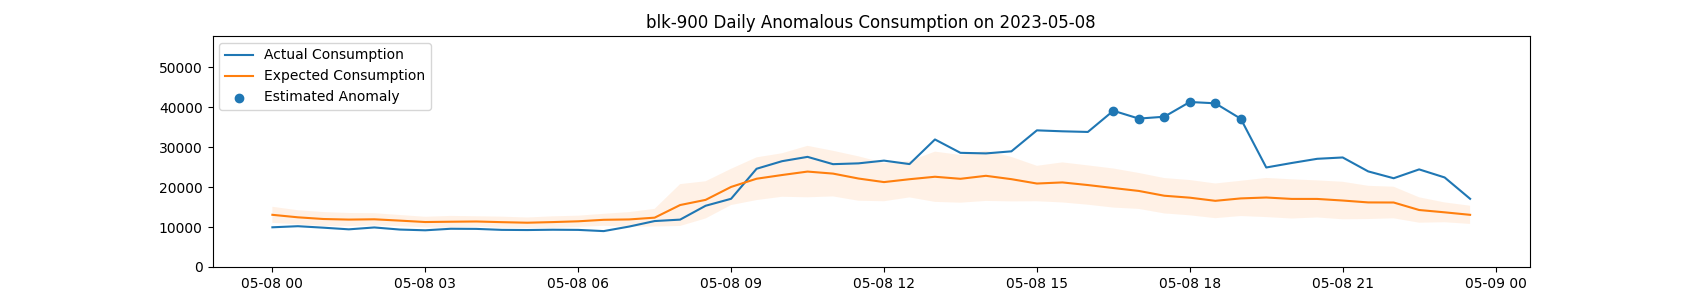 blk-900 Daily Anomalous Consumption on 2023-05-08
Actual Consumption
Expected Consumption
Estimated Anomaly
50000
40000
30000
20000
10000
0
05-08 00 05-08 03 05-08 06 05-08 09 05-08 12 05-08 15 05-08 18 05-08 21 05-09 00